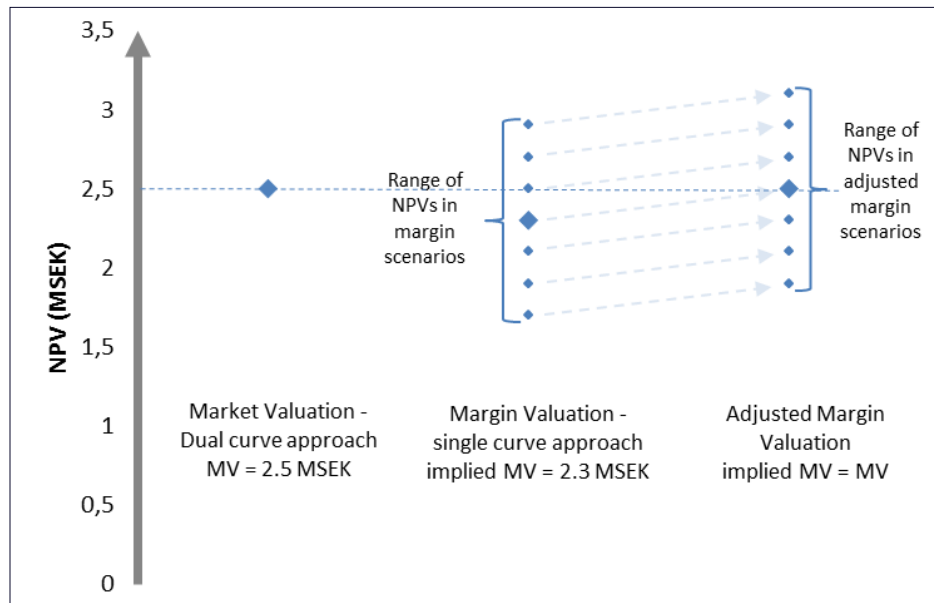 3,5
3
2,5
2
1,5
1
0,5
0
NPV (MSEK)
Market Valuation -
Dual curve approach
MV = 2.5 MSEK
Range of
NPVs in
margin
scenarios
Margin Valuation -
single curve approach
implied MV = 2.3 MSEK
Range of
NPVs in
adjusted
margin
scenarios
Adjusted Margin
Valuation
implied MV = MV